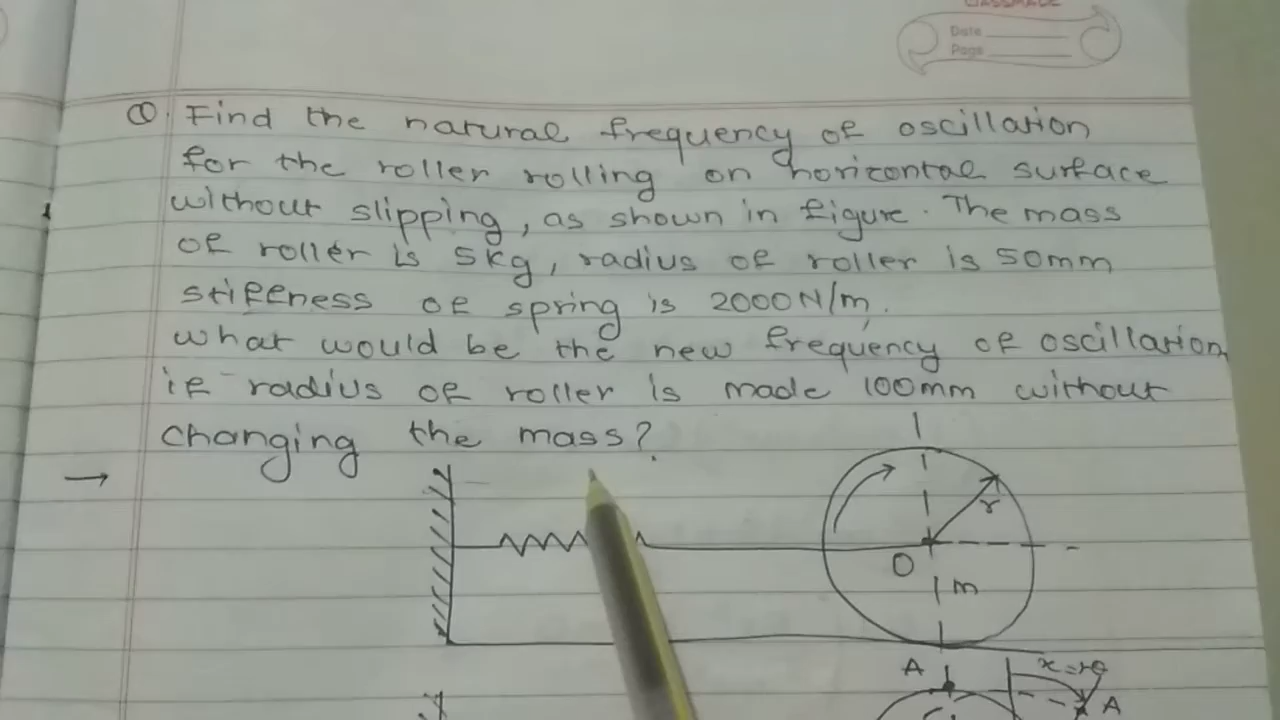 CLASSMATE
Date
Page
① Find the natural frequency of oscillation
for the roller rolling on horizontal surface
without slipping, as shown in figure. The mass
of roller is 5kg, radius of roller is 50mm
stiffness of spring is 2000N/m.
what would be the new frequency of oscillation
if radius of roller is made 100mm without
changing the mass?
→
r
O
m
A x=rθ
A